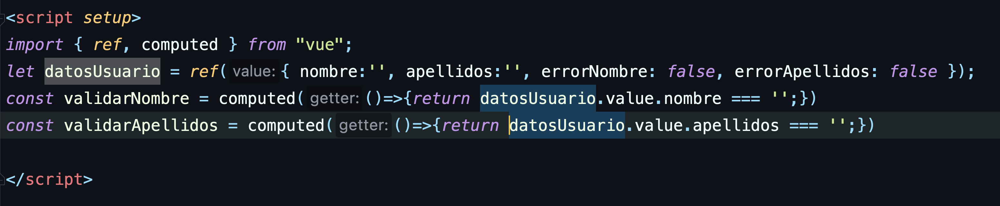 <script setup>
import { ref, computed } from "vue";
let datosUsuario = ref( value: { nombre:'', apellidos:'', errorNombre: false, errorApellidos: false });
const validarNombre = computed( getter: ()=>{return datosUsuario.value.nombre === '';})
const validarApellidos = computed( getter: ()=>{return datosUsuario.value.apellidos === '';})
</script>